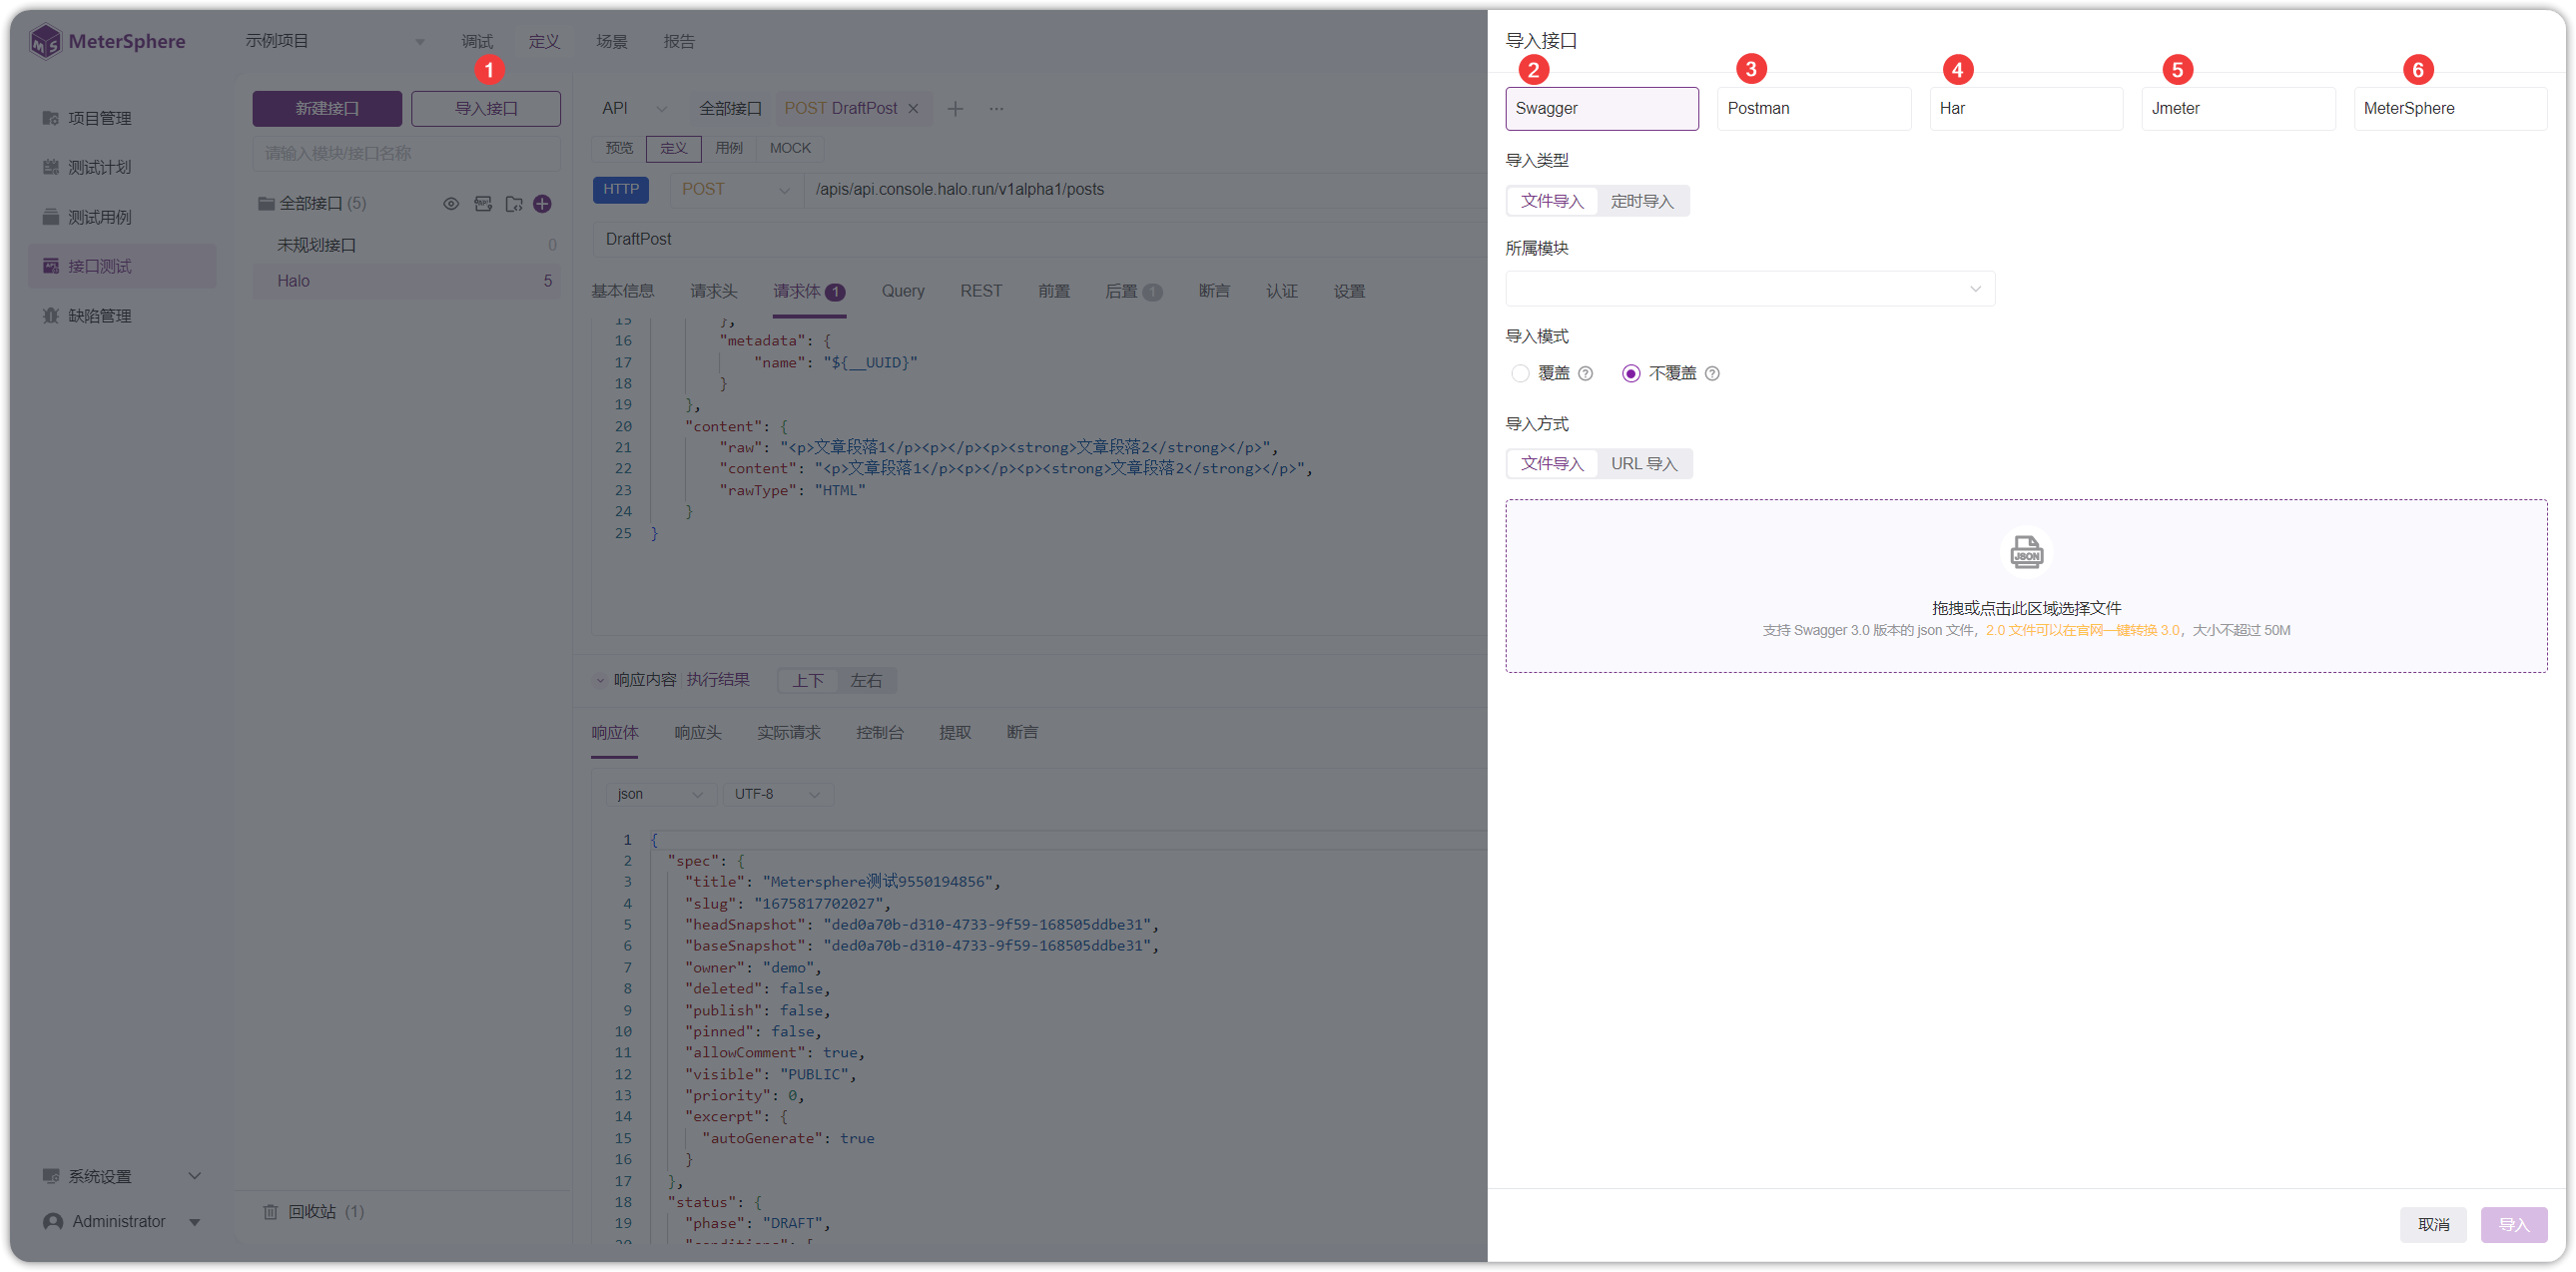 MeterSphere
示例项目
调试 定义 场景 报告
1
项目管理
测试计划
测试用例
接口测试
缺陷管理
系统设置
Administrator
新建接口 导入接口
请输入模块/接口名称
全部接口 (5)
未规划接口 0
Halo 5
回收站 (1)
API 全部接口 POST DraftPost
预览 定义 用例 MOCK
HTTP POST /apis/api.console.halo.run/v1alpha1/posts
DraftPost
基本信息 请求头 请求体 1 Query REST 前置 后置 1 断言 认证 设置
15 },
16 "metadata": {
17 "name": "${__UUID}"
18 }
19 },
20 "content": {
21 "raw": "<p>文章段落1</p><p></p><p><strong>文章段落2</strong></p>",
22 "content": "<p>文章段落1</p><p></p><p><strong>文章段落2</strong></p>",
23 "rawType": "HTML"
24 }
25 }
响应内容 执行结果 上下 左右
响应体 响应头 实际请求 控制台 提取 断言
json UTF-8
1 {
2 "spec": {
3 "title": "Metersphere测试9550194856",
4 "slug": "1675817702027",
5 "headSnapshot": "ded0a70b-d310-4733-9f59-168505ddbe31",
6 "baseSnapshot": "ded0a70b-d310-4733-9f59-168505ddbe31",
7 "owner": "demo",
8 "deleted": false,
9 "publish": false,
10 "pinned": false,
11 "allowComment": true,
12 "visible": "PUBLIC",
13 "priority": 0,
14 "excerpt": {
15 "autoGenerate": true
16 }
17 },
18 "status": {
19 "phase": "DRAFT",
20 "conditions": [
导入接口
2 3 4 5 6
Swagger Postman Har Jmeter MeterSphere
导入类型
文件导入 定时导入
所属模块
导入模式
覆盖 不覆盖
导入方式
文件导入 URL 导入
JSON
拖拽或点击此区域选择文件
支持 Swagger 3.0 版本的 json 文件，2.0 文件可以在官网一键转换 3.0，大小不超过 50M
取消 导入